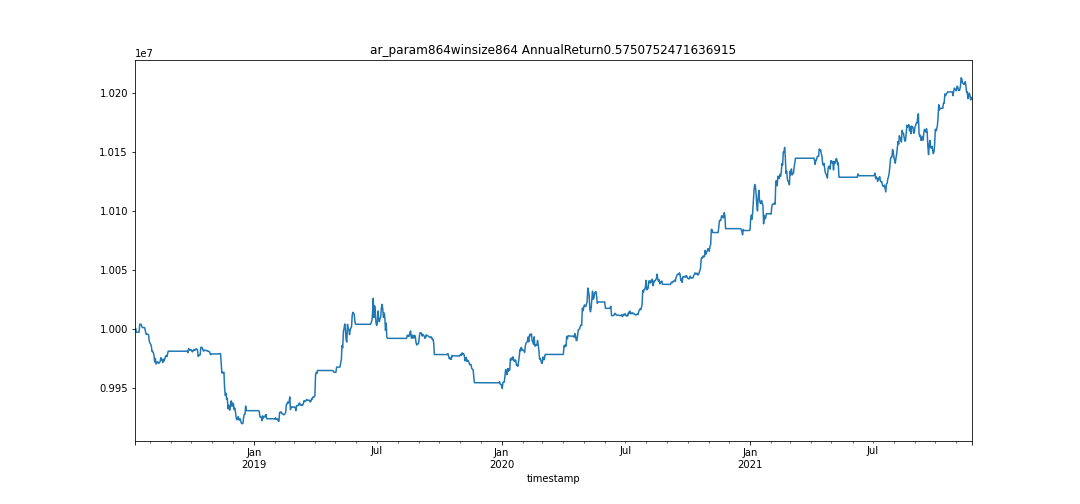 ar_param864winsize864 AnnualReturn0.5750752471636915
1e7
1.020
1.015
1.010
1.005
1.000
0.995
Jan
2019
Jul
Jan
2020
Jul
Jan
2021
Jul
timestamp